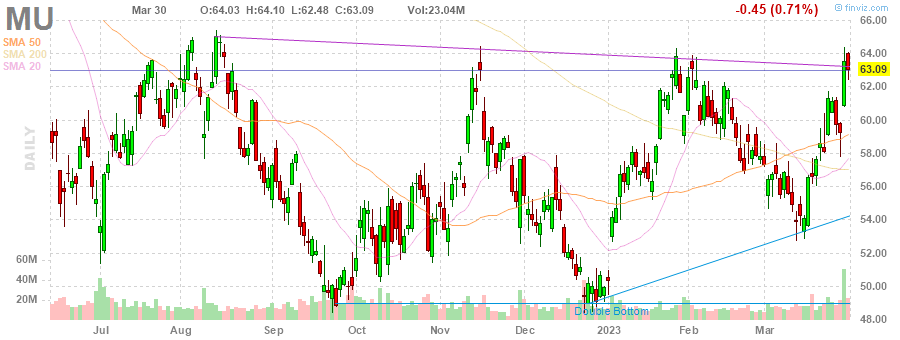 MU Mar 30 O:64.03 H:64.10 L:62.48 C:63.09 Vol:23.04M -0.45 (0.71%) © finviz.com
SMA 50
SMA 200
SMA 20
DAILY
66.00
64.00
63.09
62.00
60.00
58.00
56.00
54.00
52.00
50.00
48.00
60M
40M
20M
Double Bottom
Jul Aug Sep Oct Nov Dec 2023 Feb Mar